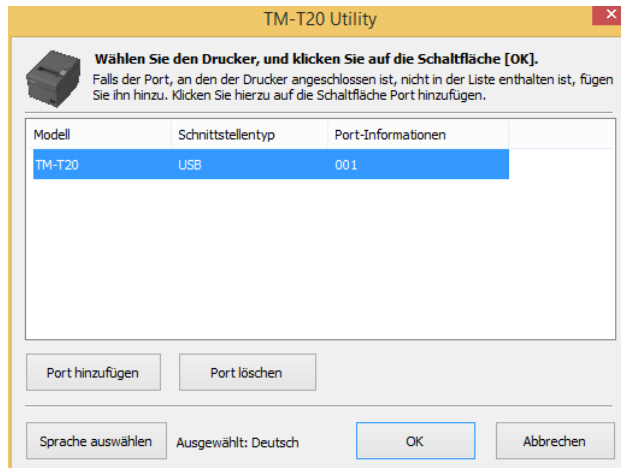 TM-T20 Utility
Wählen Sie den Drucker, und klicken Sie auf die Schaltfläche [OK].
Falls der Port, an den der Drucker angeschlossen ist, nicht in der Liste enthalten ist, fügen
Sie ihn hinzu. Klicken Sie hierzu auf die Schaltfläche Port hinzufügen.
Modell Schnittstellentyp Port-Informationen
TM-T20 USB 001
Port hinzufügen Port löschen
Sprache auswählen Ausgewählt: Deutsch OK Abbrechen